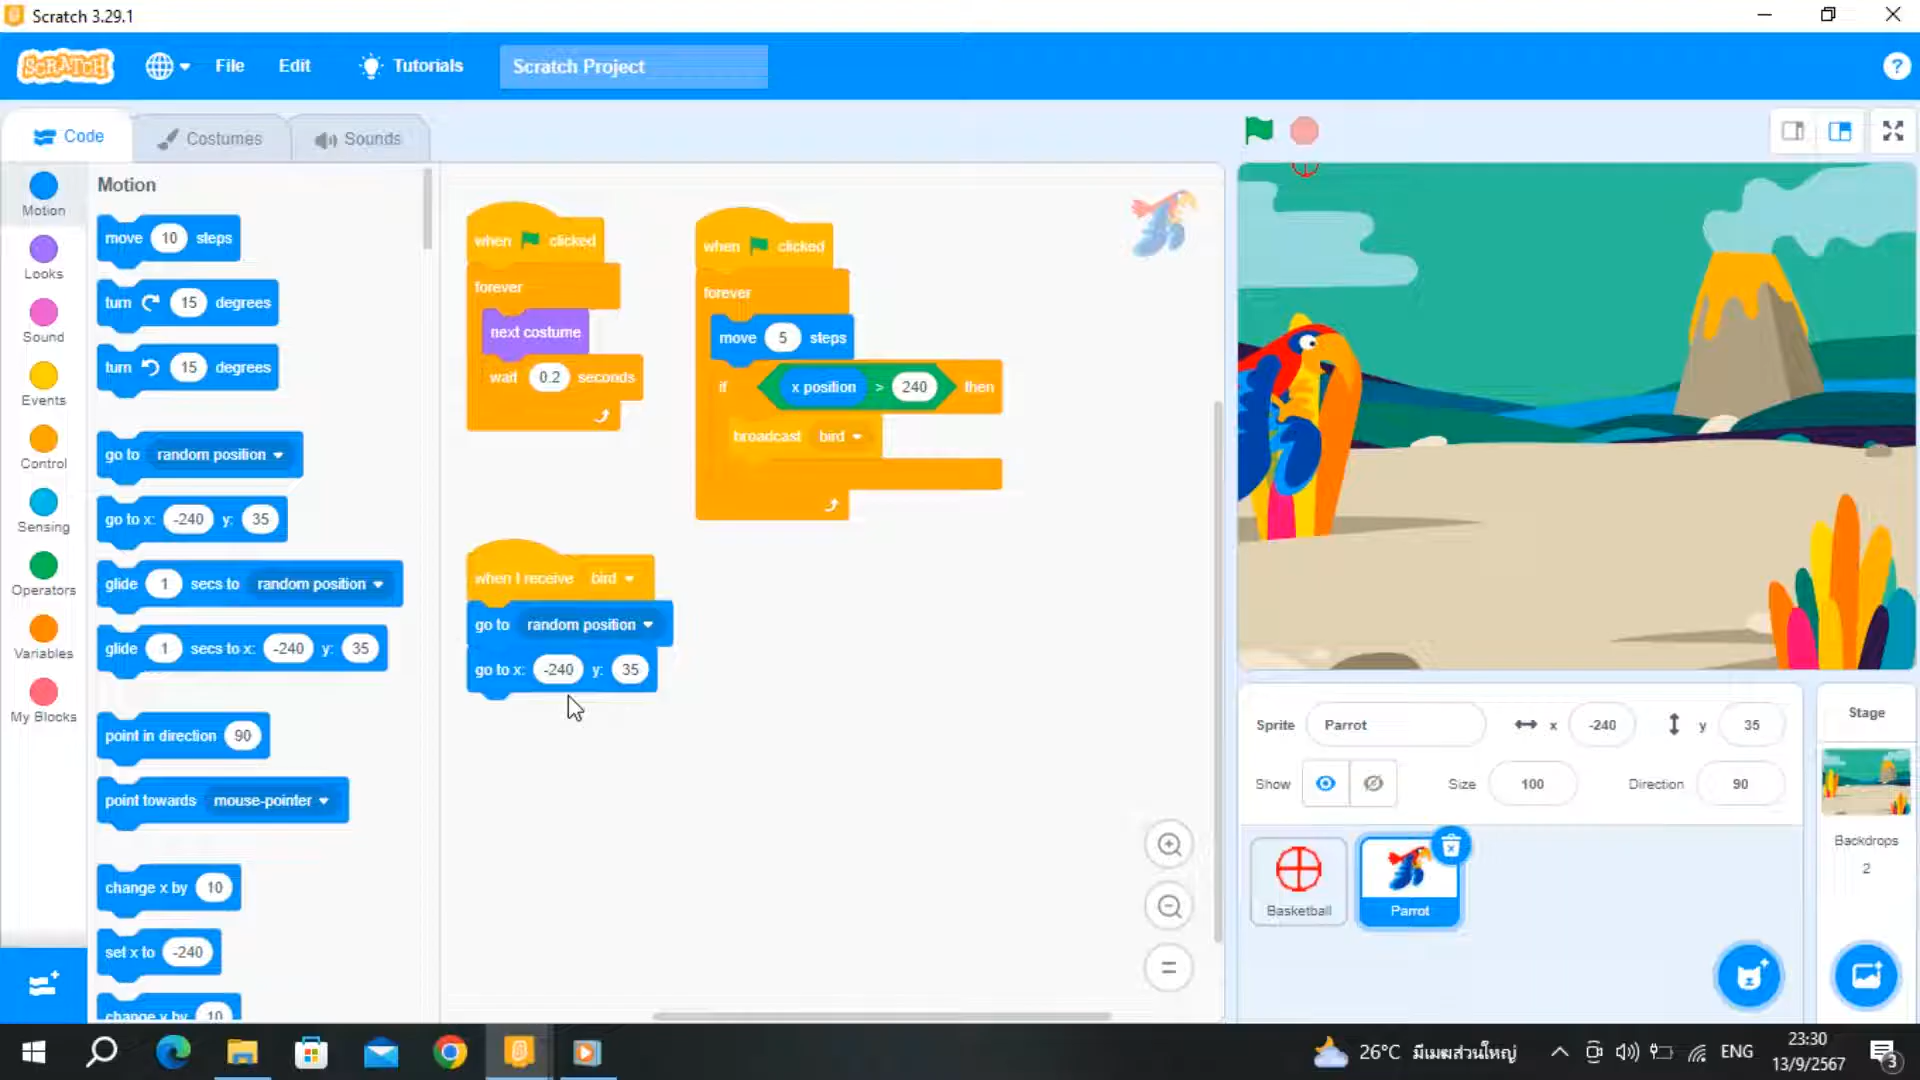 Scratch 3.29.1
SCRATCH
File
Edit
Tutorials
Scratch Project
?
Code
Costumes
Sounds
Motion
Looks
Sound
Events
Control
Sensing
Operators
Variables
My Blocks
Motion
move 10 steps
turn 15 degrees
turn 15 degrees
go to random position
go to x: -240 y: 35
glide 1 secs to random position
glide 1 secs to x: -240 y: 35
point in direction 90
point towards mouse-pointer
change x by 10
set x to -240
change y by 10
when clicked
forever
next costume
wait 0.2 seconds
when clicked
forever
move 5 steps
if x position > 240 then
broadcast bird
when I receive bird
go to random position
go to x: -240 y: 35
Sprite Parrot x -240 y 35
Show Size 100 Direction 90
Basketball
Parrot
Stage
Backdrops
2
26°C มีเมฆส่วนใหญ่
ENG
23:30
13/9/2567
3